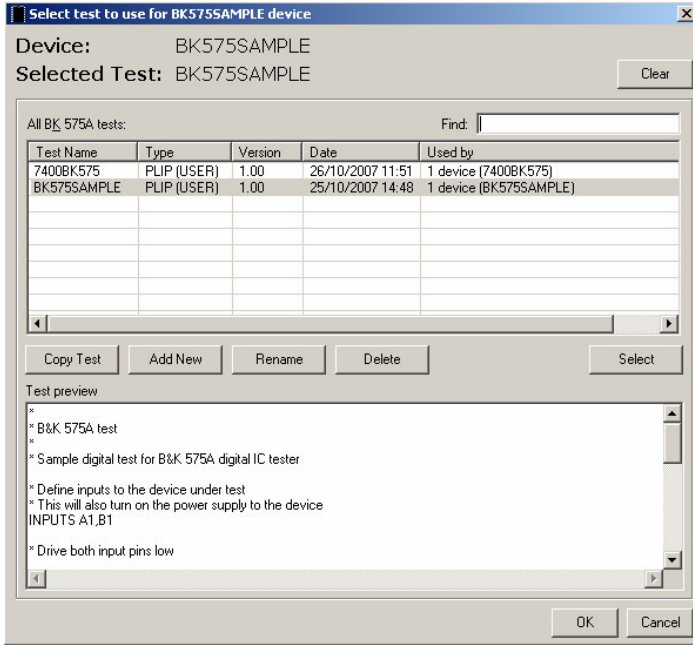 Select test to use for BK575SAMPLE device
Device: BK575SAMPLE
Selected Test: BK575SAMPLE
Clear
All BK 575A tests:
Find:
Test Name Type Version Date Used by
7400BK575 PLIP (USER) 1.00 26/10/2007 11:51 1 device (7400BK575)
BK575SAMPLE PLIP (USER) 1.00 25/10/2007 14:48 1 device (BK575SAMPLE)
Copy Test Add New Rename Delete Select
Test preview
*
* B&K 575A test
*
* Sample digital test for B&K 575A digital IC tester
* Define inputs to the device under test
* This will also turn on the power supply to the device
INPUTS A1,B1
* Drive both input pins low
OK Cancel